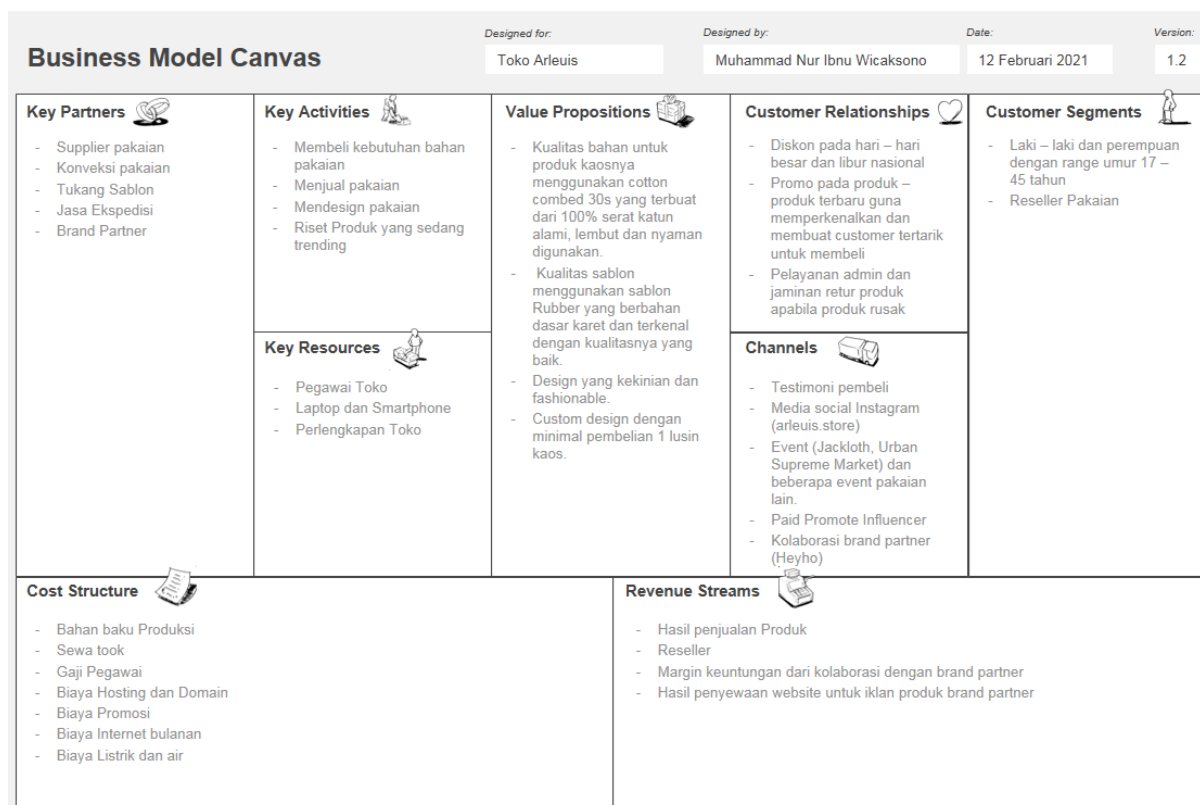 Business Model Canvas
Designed for:
Toko Arleuis
Designed by:
Muhammad Nur Ibnu Wicaksono
Date:
12 Februari 2021
Version:
1.2
Key Partners
- Supplier pakaian
- Konveksi pakaian
- Tukang Sablon
- Jasa Ekspedisi
- Brand Partner
Key Activities
- Membeli kebutuhan bahan
pakaian
- Menjual pakaian
- Mendesign pakaian
- Riset Produk yang sedang
trending
Key Resources
- Pegawai Toko
- Laptop dan Smartphone
- Perlengkapan Toko
Value Propositions
- Kualitas bahan untuk
produk kaosnya
menggunakan cotton
combed 30s yang terbuat
dari 100% serat katun
alami, lembut dan nyaman
digunakan.
- Kualitas sablon
menggunakan sablon
Rubber yang berbahan
dasar karet dan terkenal
dengan kualitasnya yang
baik.
- Design yang kekinian dan
fashionable.
- Custom design dengan
minimal pembelian 1 lusin
kaos.
Customer Relationships
- Diskon pada hari – hari
besar dan libur nasional
- Promo pada produk –
produk terbaru guna
memperkenalkan dan
membuat customer tertarik
untuk membeli
- Pelayanan admin dan
jaminan retur produk
apabila produk rusak
Channels
- Testimoni pembeli
- Media social Instagram
(arleuis.store)
- Event (Jackloth, Urban
Supreme Market) dan
beberapa event pakaian
lain.
- Paid Promote Influencer
- Kolaborasi brand partner
(Heyho)
Customer Segments
- Laki – laki dan perempuan
dengan range umur 17 –
45 tahun
- Reseller Pakaian
Cost Structure
- Bahan baku Produksi
- Sewa took
- Gaji Pegawai
- Biaya Hosting dan Domain
- Biaya Promosi
- Biaya Internet bulanan
- Biaya Listrik dan air
Revenue Streams
- Hasil penjualan Produk
- Reseller
- Margin keuntungan dari kolaborasi dengan brand partner
- Hasil penyewaan website untuk iklan produk brand partner